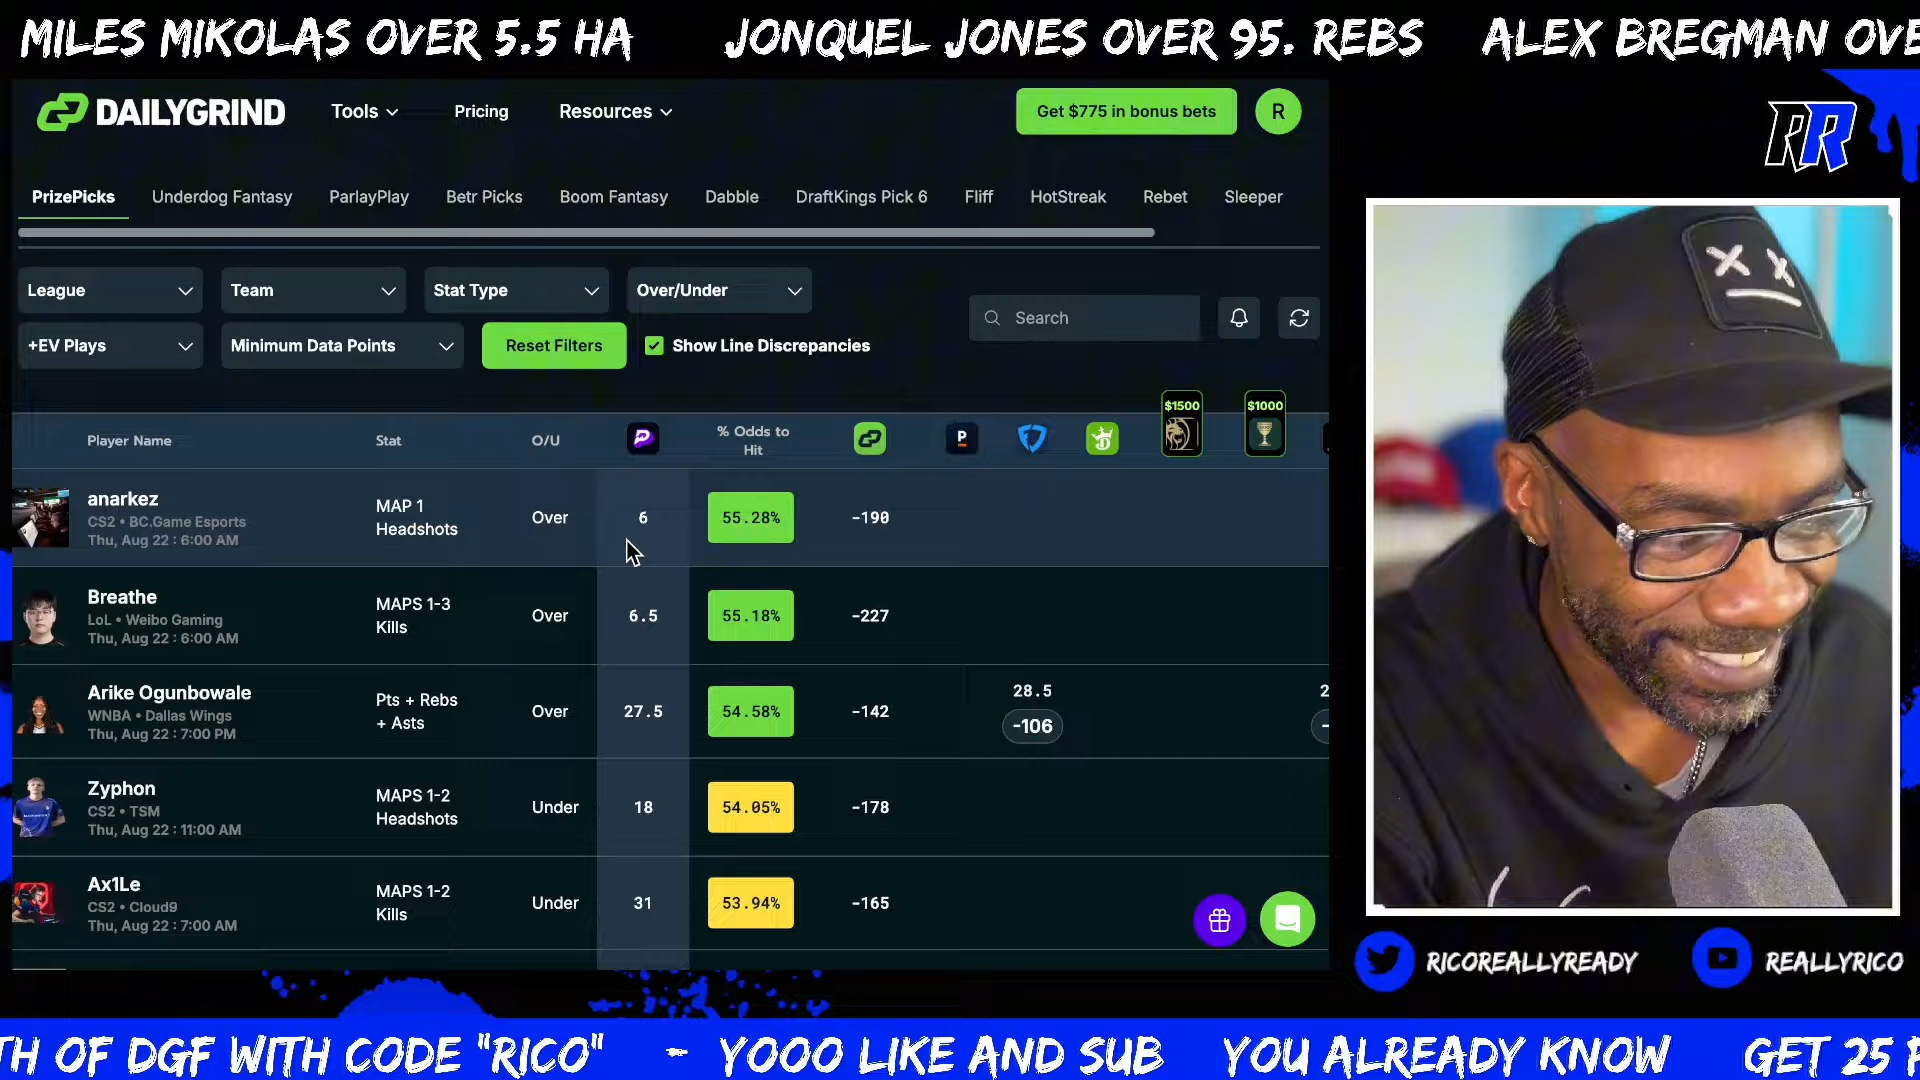 MILES MIKOLAS OVER 5.5 HA JONQUEL JONES OVER 95. REBS ALEX BREGMAN OVE
DAILYGRIND Tools Pricing Resources Get $775 in bonus bets R
RR
PrizePicks Underdog Fantasy ParlayPlay Betr Picks Boom Fantasy Dabble DraftKings Pick 6 Fliff HotStreak Rebet Sleeper
League Team Stat Type Over/Under
Search
+EV Plays Minimum Data Points Reset Filters Show Line Discrepancies
$1500 $1000
Player Name Stat O/U % Odds to
Hit
P
anarkez
CS2 • BC.Game Esports
Thu, Aug 22 : 6:00 AM
MAP 1
Headshots
Over 6 55.28% -190
Breathe
LoL • Weibo Gaming
Thu, Aug 22 : 6:00 AM
MAPS 1-3
Kills
Over 6.5 55.18% -227
Arike Ogunbowale
WNBA • Dallas Wings
Thu, Aug 22 : 7:00 PM
Pts + Rebs
+ Asts
Over 27.5 54.58% -142
28.5 2
-106 -
Zyphon
CS2 • TSM
Thu, Aug 22 : 11:00 AM
MAPS 1-2
Headshots
Under 18 54.05% -178
Ax1Le
CS2 • Cloud9
Thu, Aug 22 : 7:00 AM
MAPS 1-2
Kills
Under 31 53.94% -165
RICOREALLYREADY REALLYRICO
TH OF DGF WITH CODE "RICO" - YOOO LIKE AND SUB YOU ALREADY KNOW GET 25 F